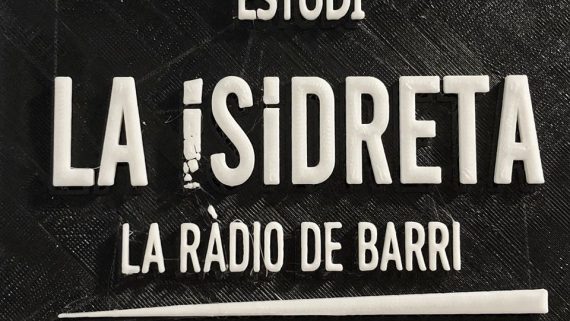 ESTUDI
LA iSiDRETA
LA RÀDIO DE BARRI